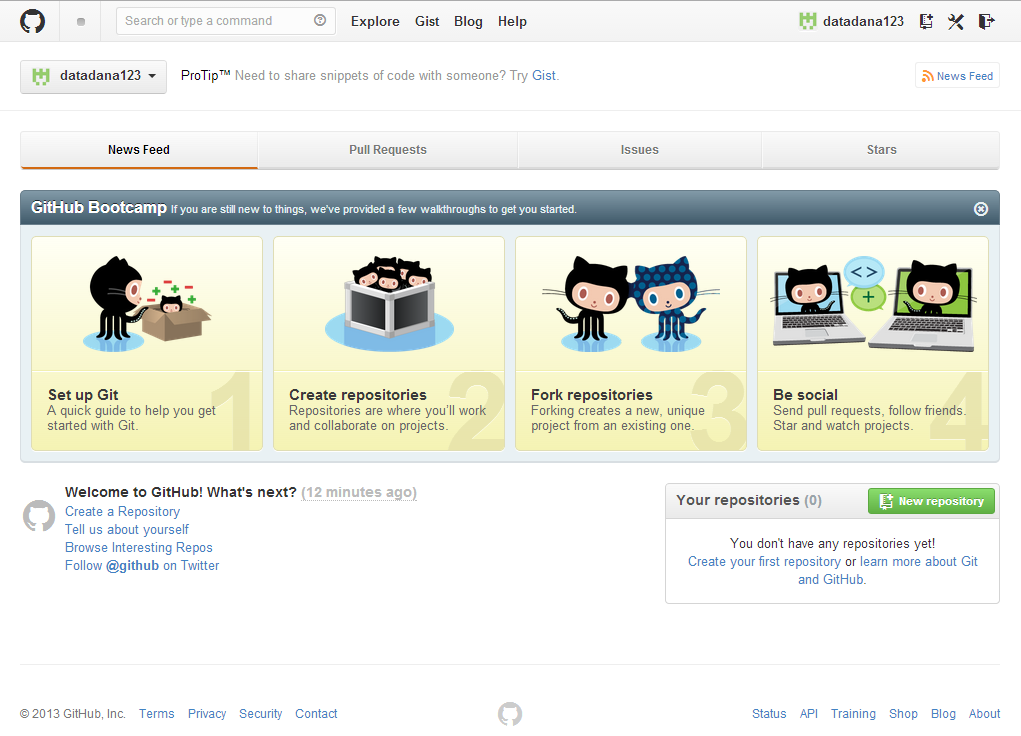 Search or type a command
Explore Gist Blog Help
datadana123
datadana123
ProTip™ Need to share snippets of code with someone? Try Gist.
News Feed
News Feed
Pull Requests
Issues
Stars
GitHub Bootcamp If you are still new to things, we've provided a few walkthroughs to get you started.
Set up Git
A quick guide to help you get
started with Git.
1
Create repositories
Repositories are where you'll work
and collaborate on projects.
2
Fork repositories
Forking creates a new, unique
project from an existing one.
3
Be social
Send pull requests, follow friends.
Star and watch projects.
4
Welcome to GitHub! What's next? (12 minutes ago)
Create a Repository
Tell us about yourself
Browse Interesting Repos
Follow @github on Twitter
Your repositories (0)
New repository
You don't have any repositories yet!
Create your first repository or learn more about Git
and GitHub.
© 2013 GitHub, Inc. Terms Privacy Security Contact
Status API Training Shop Blog About